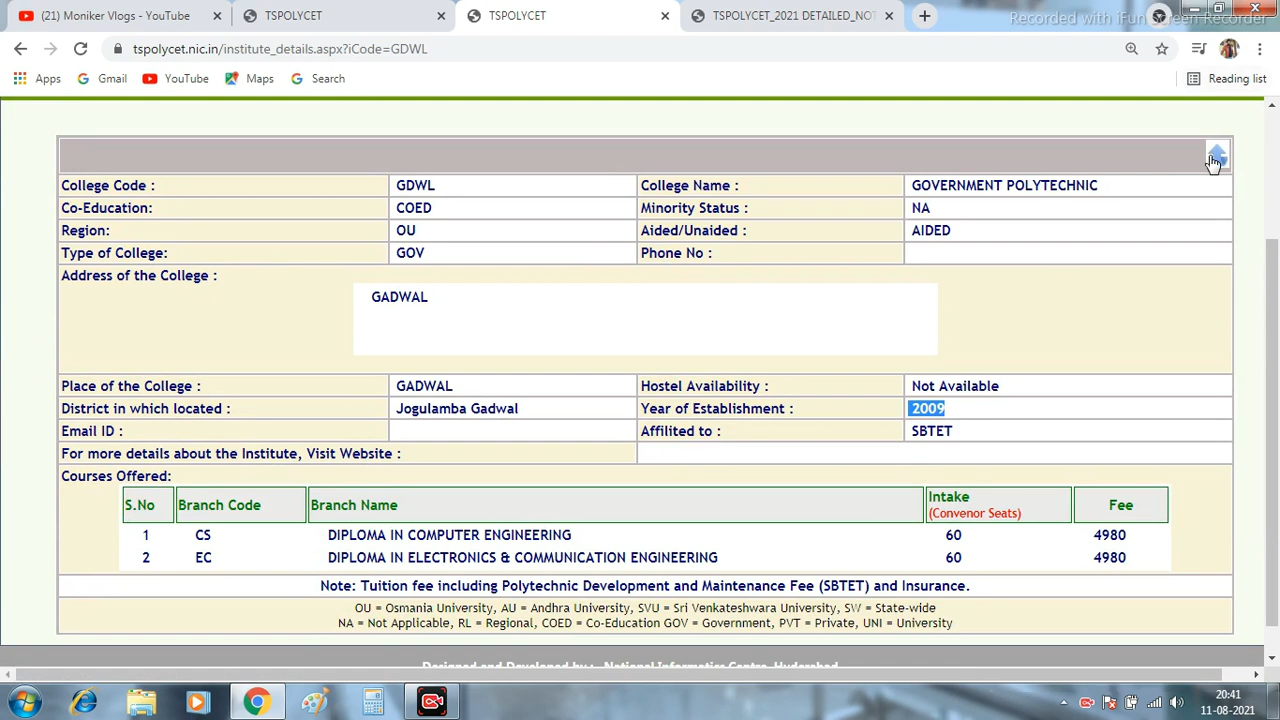 (21) Moniker Vlogs - YouTube
TSPOLYCET
TSPOLYCET
TSPOLYCET_2021 DETAILED_NOT
Recorded with iFun Screen Recorder
tspolycet.nic.in/institute_details.aspx?iCode=GDWL
Apps
Gmail
YouTube
Maps
Search
Reading list
College Code : GDWL College Name : GOVERNMENT POLYTECHNIC
Co-Education: COED Minority Status : NA
Region: OU Aided/Unaided : AIDED
Type of College: GOV Phone No :
Address of the College :
GADWAL
Place of the College : GADWAL Hostel Availability : Not Available
District in which located : Jogulamba Gadwal Year of Establishment : 2009
Email ID : Affilited to : SBTET
For more details about the Institute, Visit Website :
Courses Offered:
S.No Branch Code Branch Name Intake (Convenor Seats) Fee
1 CS DIPLOMA IN COMPUTER ENGINEERING 60 4980
2 EC DIPLOMA IN ELECTRONICS & COMMUNICATION ENGINEERING 60 4980
Note: Tuition fee including Polytechnic Development and Maintenance Fee (SBTET) and Insurance.
OU = Osmania University, AU = Andhra University, SVU = Sri Venkateshwara University, SW = State-wide
NA = Not Applicable, RL = Regional, COED = Co-Education GOV = Government, PVT = Private, UNI = University
Designed and Developed by : National Informatics Centre, Hyderabad
20:41
11-08-2021